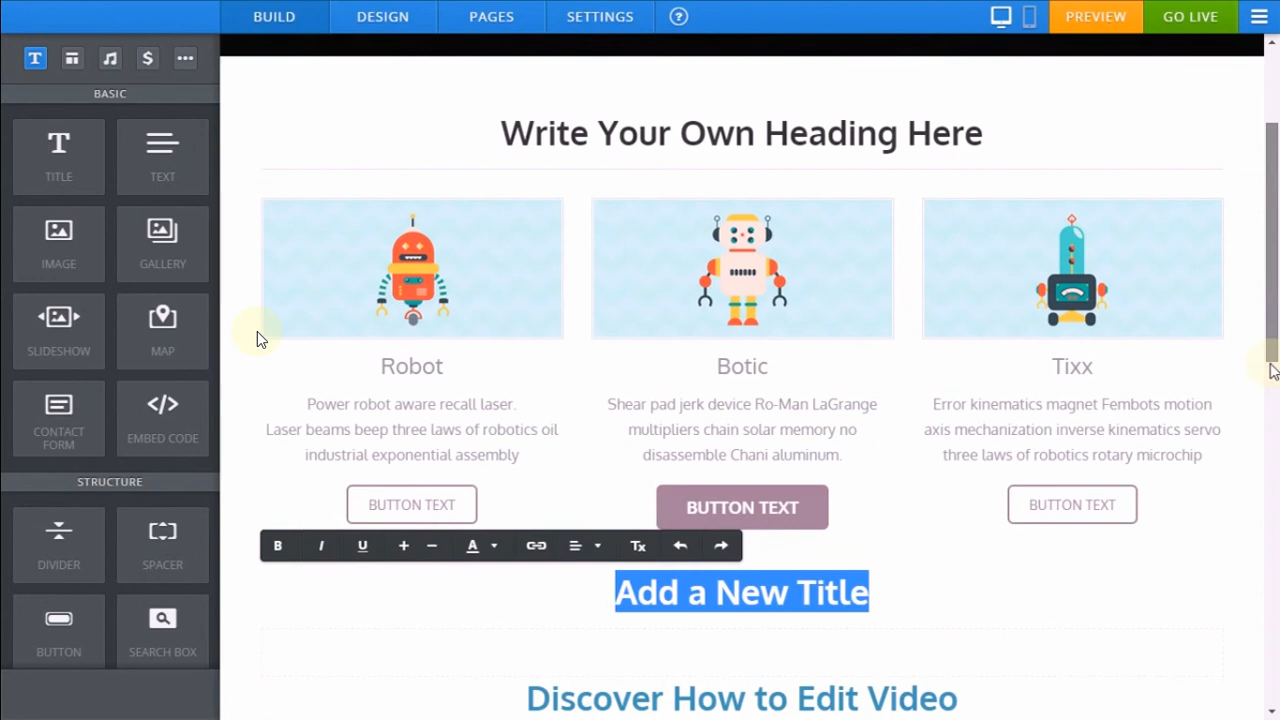 BUILD DESIGN PAGES SETTINGS ? PREVIEW GO LIVE
T $
BASIC
T
TITLE TEXT
IMAGE GALLERY
SLIDESHOW MAP
CONTACT
FORM
EMBED CODE
STRUCTURE
DIVIDER SPACER
BUTTON SEARCH BOX
Write Your Own Heading Here
Robot
Power robot aware recall laser.
Laser beams beep three laws of robotics oil
industrial exponential assembly
BUTTON TEXT
Botic
Shear pad jerk device Ro-Man LaGrange
multipliers chain solar memory no
disassemble Chani aluminum.
BUTTON TEXT
Tixx
Error kinematics magnet Fembots motion
axis mechanization inverse kinematics servo
three laws of robotics rotary microchip
BUTTON TEXT
B I U + − A Tx
Add a New Title
Discover How to Edit Video